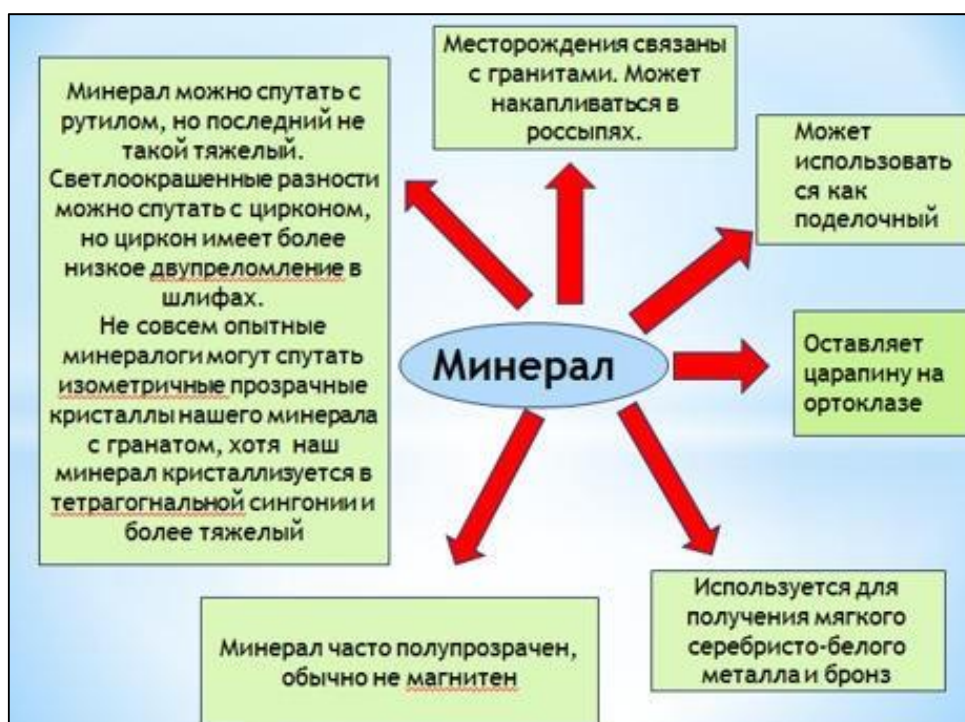 Минерал можно спутать с
рутилом, но последний не
такой тяжелый.
Светлоокрашенные разности
можно спутать с цирконом,
но циркон имеет более
низкое двупреломление в
шлифах.
Не совсем опытные
минералоги могут спутать
изометричные прозрачные
кристаллы нашего минерала
с гранатом, хотя наш
минерал кристаллизуется в
тетрагогнальной сингонии и
более тяжелый
Месторождения связаны
с гранитами. Может
накапливаться в
россыпях.
Может
использовать
ся как
поделочный
Минерал
Оставляет
царапину на
ортоклазе
Минерал часто полупрозрачен,
обычно не магнитен
Используется для
получения мягкого
серебристо-белого
металла и бронз